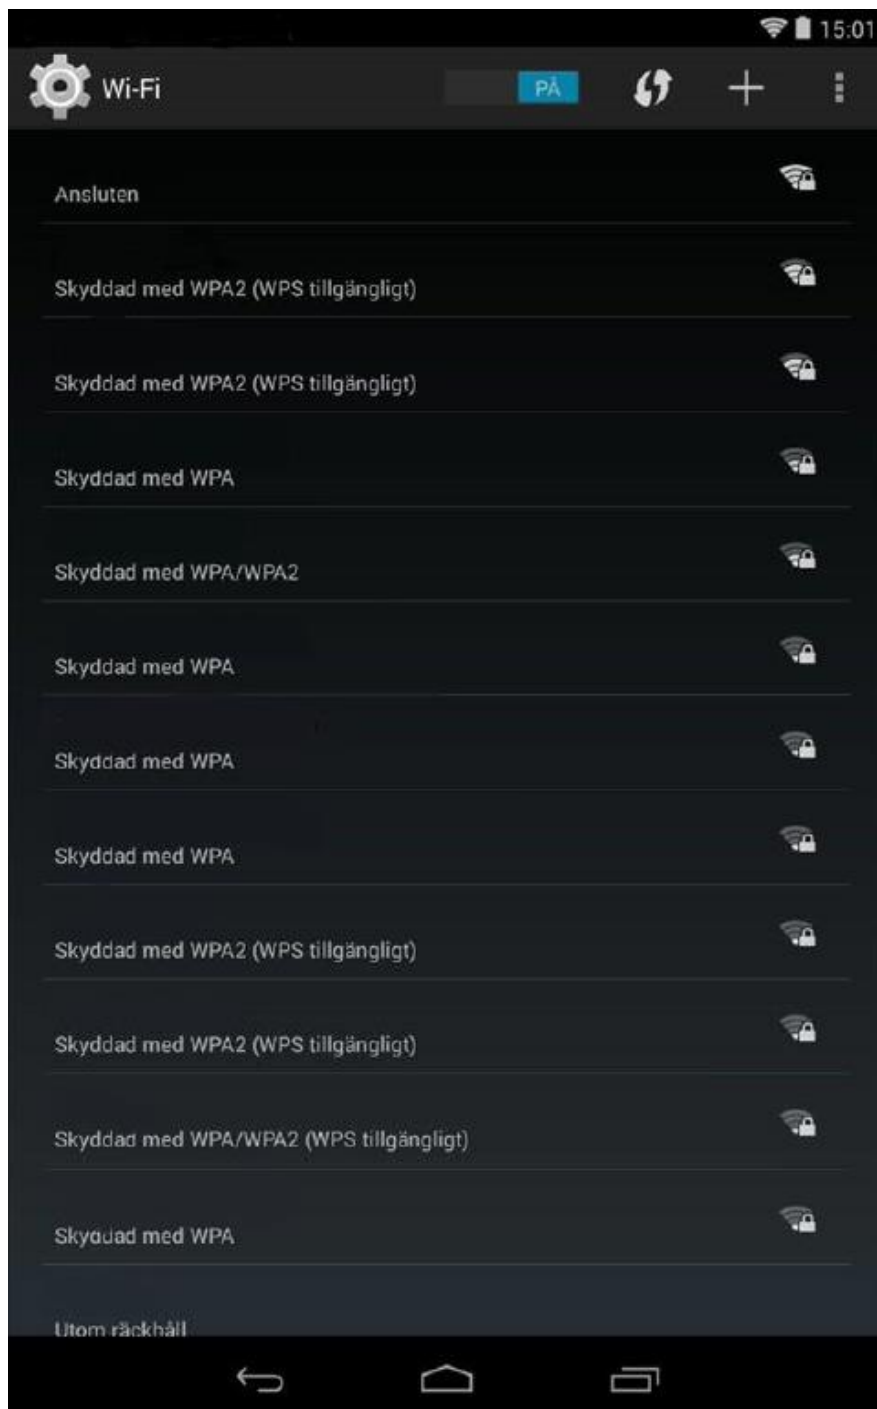 15:01
Wi-Fi PÅ
Ansluten
Skyddad med WPA2 (WPS tillgängligt)
Skyddad med WPA2 (WPS tillgängligt)
Skyddad med WPA
Skyddad med WPA/WPA2
Skyddad med WPA
Skyddad med WPA
Skyddad med WPA
Skyddad med WPA2 (WPS tillgängligt)
Skyddad med WPA2 (WPS tillgängligt)
Skyddad med WPA/WPA2 (WPS tillgängligt)
Skyddad med WPA
Utom räckhåll